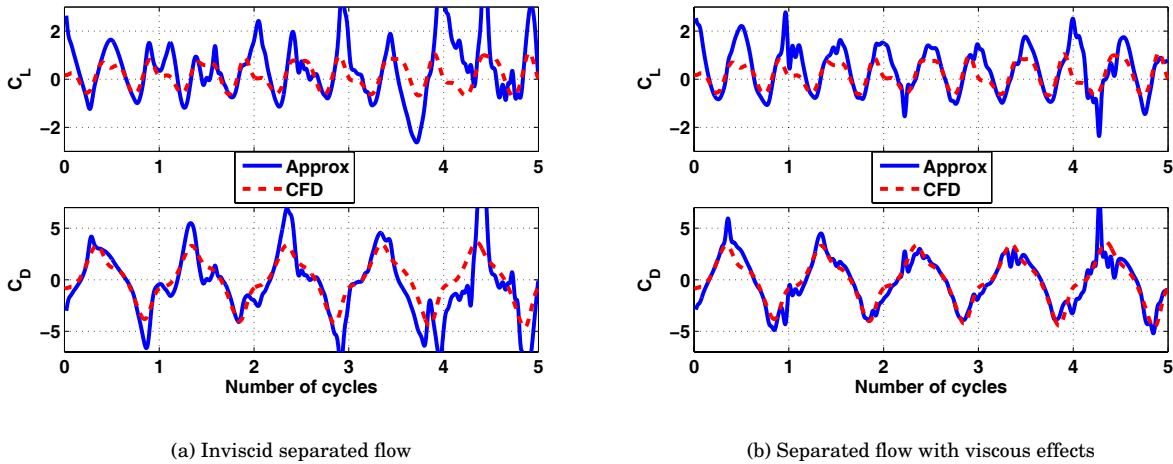 2
0
−2
C_L
0 1 2 3 4 5
Approx
CFD
5
0
−5
C_D
0 1 2 3 4 5
Number of cycles
(a) Inviscid separated flow
2
0
−2
C_L
0 1 2 3 4 5
Approx
CFD
5
0
−5
C_D
0 1 2 3 4 5
Number of cycles
(b) Separated flow with viscous effects